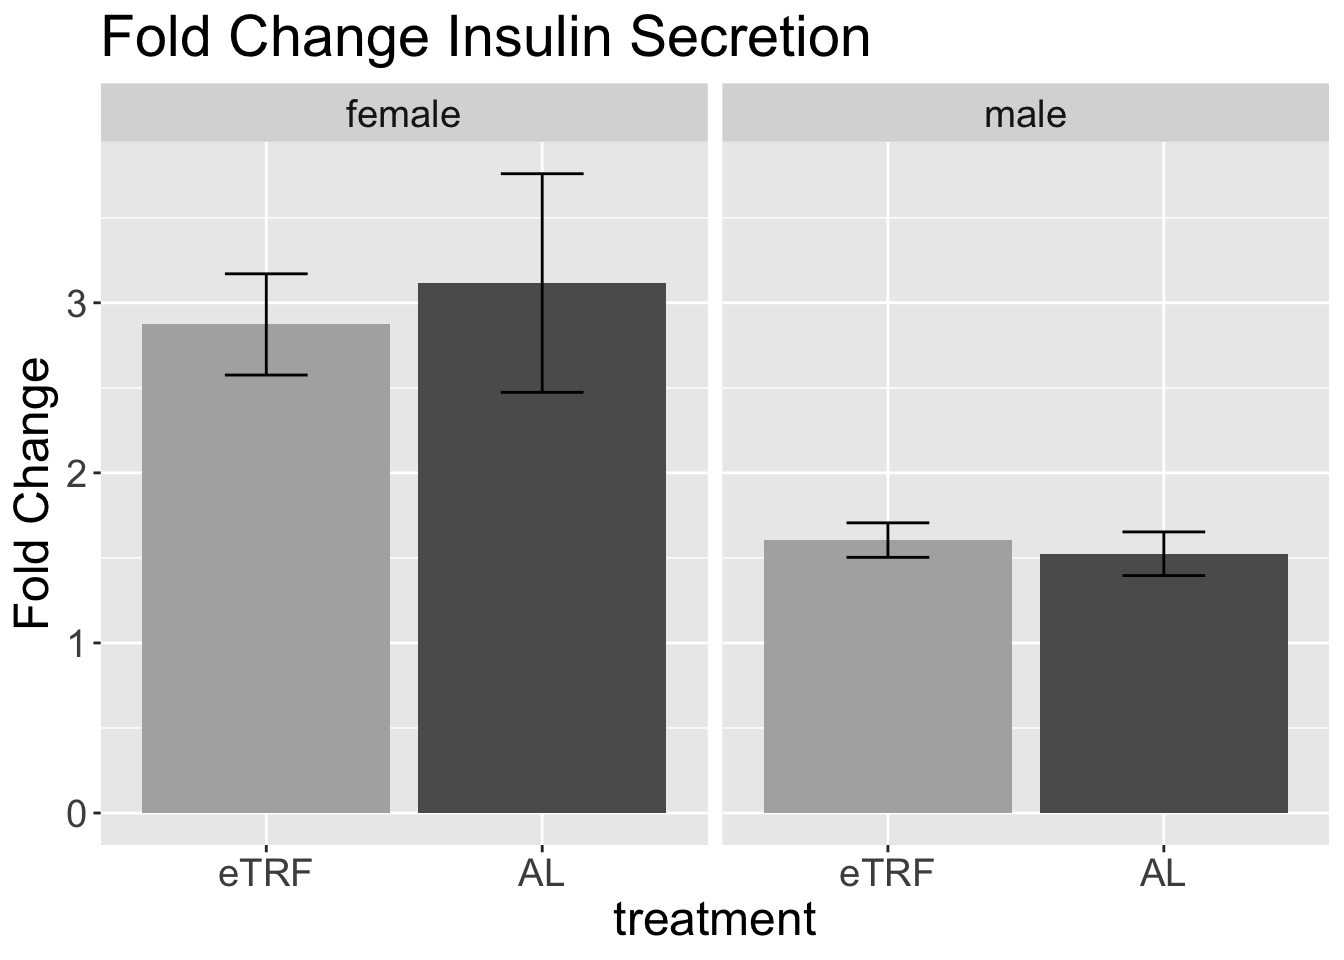 Fold Change Insulin Secretion
female
male
Fold Change
3
2
1
0
eTRF
AL
eTRF
AL
treatment